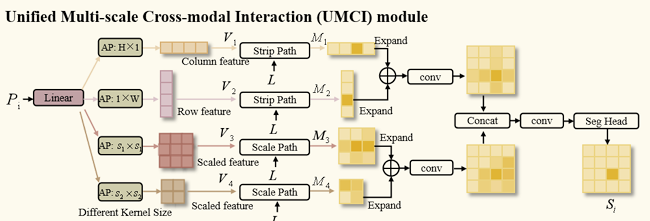 Unified Multi-scale Cross-modal Interaction (UMCI) module
AP: H×1
V1
Strip Path
M1
Expand
Column feature
L
Pi
Linear
AP: 1×W
V2
Strip Path
M2
conv
Row feature
Expand
L
Concat
conv
Seg Head
AP: s1×s1
V3
Scale Path
M3
Expand
Scaled feature
L
conv
AP: s2×s2
V4
Scale Path
M4
Scaled feature
Expand
Si
Different Kernel Size
L